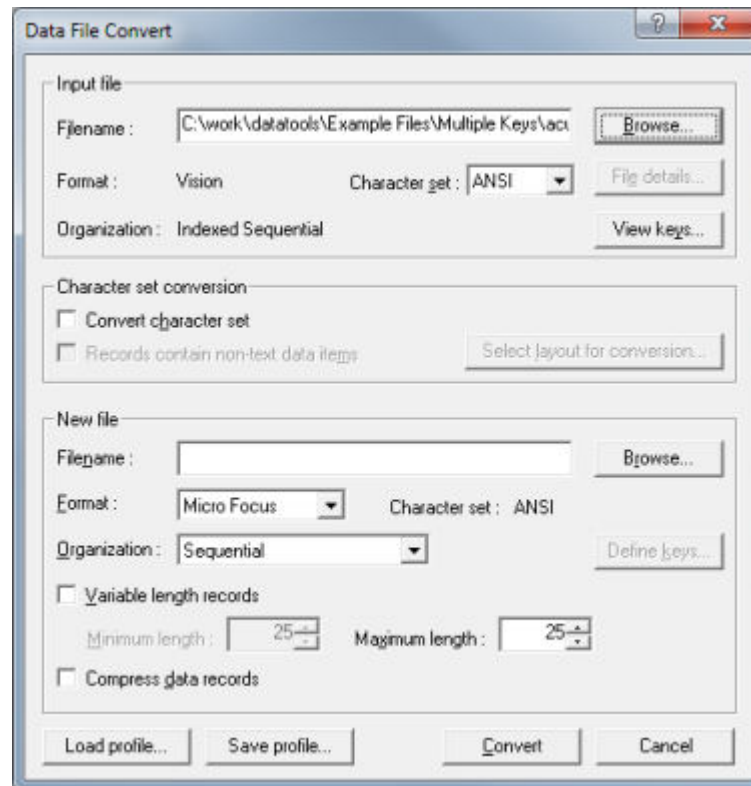 Data File Convert
Input file
Filename : C:\work\datatools\Example Files\Multiple Keys\acu Browse...
Format : Vision Character set : ANSI File details...
Organization : Indexed Sequential View keys...
Character set conversion
Convert character set
Records contain non-text data items Select layout for conversion...
New file
Filename : Browse...
Format : Micro Focus Character set : ANSI
Organization : Sequential Define keys...
Variable length records
Minimum length : 25 Maximum length : 25
Compress data records
Load profile... Save profile... Convert Cancel